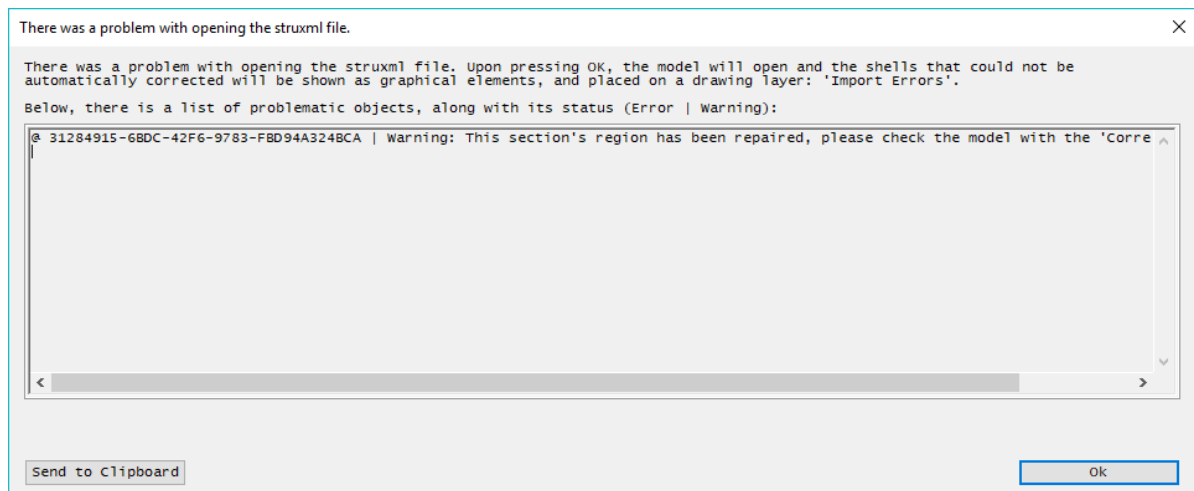 There was a problem with opening the struxml file.
There was a problem with opening the struxml file. Upon pressing OK, the model will open and the shells that could not be
automatically corrected will be shown as graphical elements, and placed on a drawing layer: 'Import Errors'.
Below, there is a list of problematic objects, along with its status (Error | Warning):
@ 31284915-6BDC-42F6-9783-FBD94A324BCA | Warning: This section's region has been repaired, please check the model with the 'Corre
Send to Clipboard
Ok